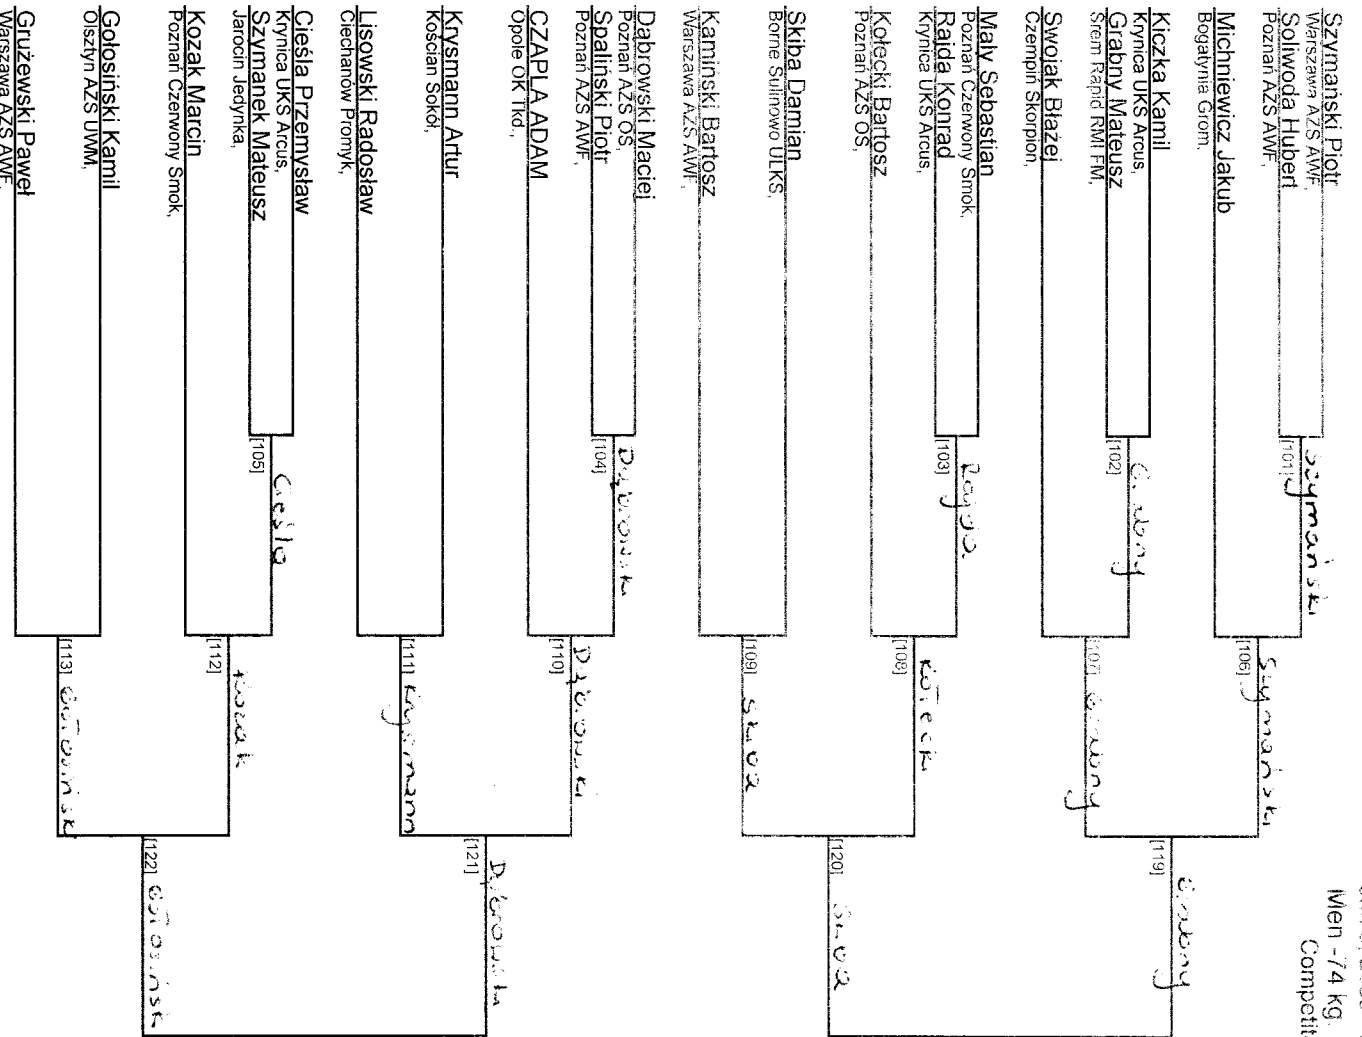 Men -74 kg.
Competit
Szymański Piotr
Warszawa AZS AWF,
Soliwoda Hubert
Poznań AZS AWF,
[101] Szymański
Michniewicz Jakub
Bogatynia Grom,
[106] Szymański
Kiczka Kamil
Krynica UKS Arcus,
Grabny Mateusz
Śrem Rapid RMI FM,
[102] Grabny
Swojak Błażej
Czempiń Skorpion,
[107] Grabny
[119] Grabny
Mały Sebastian
Poznań Czerwony Smok,
Rajda Konrad
Krynica UKS Arcus,
[103] Rajda
Kołecki Bartosz
Poznań AZS OŚ,
[108] Kołecki
Skiba Damian
Borne Sulinowo ULKS,
Kamiński Bartosz
Warszawa AZS AWF,
[109] Skiba
[120] Skiba
Dąbrowski Maciej
Poznań AZS OŚ,
Spaliński Piotr
Poznań AZS AWF,
[104] Dąbrowski
CZAPLA ADAM
Opole OK Tkd.,
[110] Dąbrowski
Krysmann Artur
Kościan Sokół,
Lisowski Radosław
Ciechanów Promyk,
[111] Krysmann
[121] Dąbrowski
Cieśla Przemysław
Krynica UKS Arcus,
Szymanek Mateusz
Jarocin Jedynka,
[105] Cieśla
Kozak Marcin
Poznań Czerwony Smok,
[112] Kozak
Gołosiński Kamil
Olsztyn AZS UWM,
Grużewski Paweł
Warszawa AZS AWF,
[113] Gołosiński
[122] Gołosiński